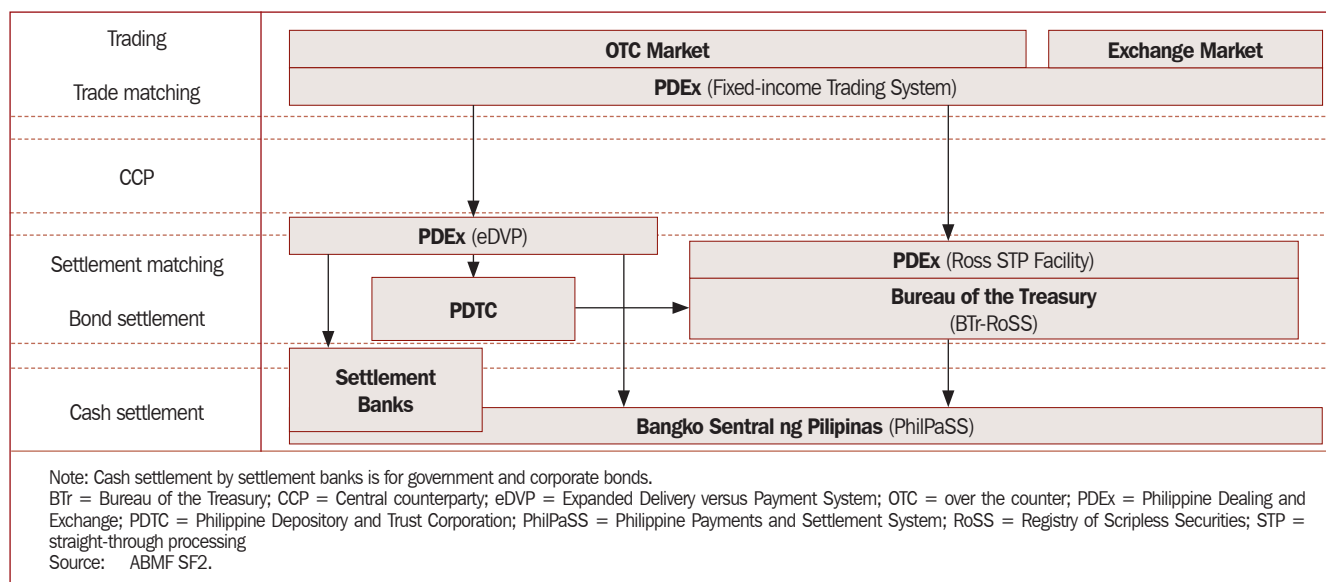 Trading
OTC Market
Exchange Market
Trade matching
PDEx (Fixed-income Trading System)
CCP
PDEx (eDVP)
Settlement matching
PDEx (Ross STP Facility)
PDTC
Bureau of the Treasury
(BTr-RoSS)
Bond settlement
Settlement
Banks
Cash settlement
Bangko Sentral ng Pilipinas (PhilPaSS)
Note: Cash settlement by settlement banks is for government and corporate bonds.
BTr = Bureau of the Treasury; CCP = Central counterparty; eDVP = Expanded Delivery versus Payment System; OTC = over the counter; PDEx = Philippine Dealing and
Exchange; PDTC = Philippine Depository and Trust Corporation; PhilPaSS = Philippine Payments and Settlement System; RoSS = Registry of Scripless Securities; STP =
straight-through processing
Source: ABMF SF2.